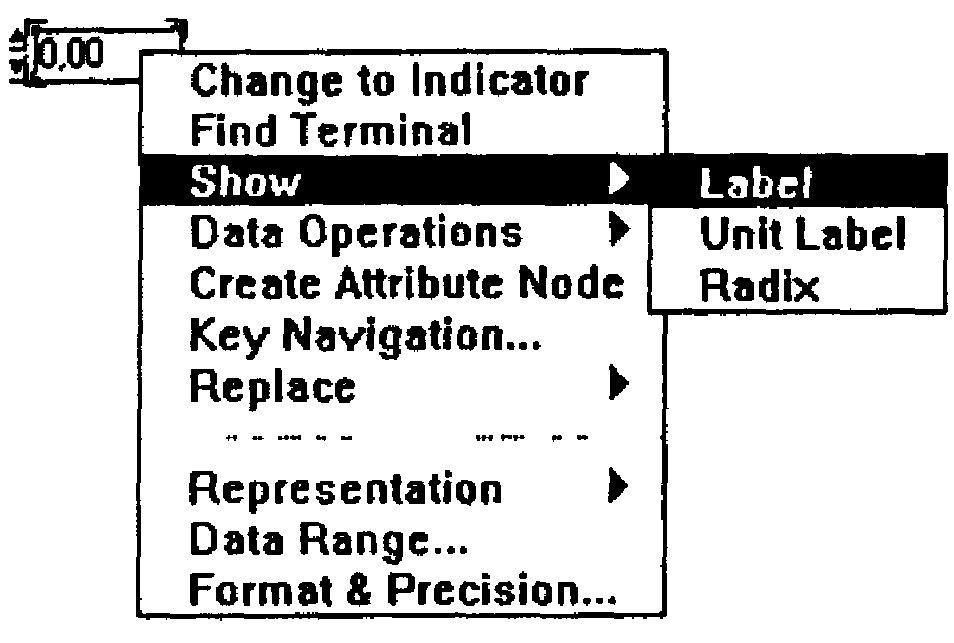 0,00
Change to Indicator
Find Terminal
Show
Label
Data Operations
Unit Label
Create Attribute Node
Radix
Key Navigation...
Replace
Representation
Data Range...
Format & Precision...